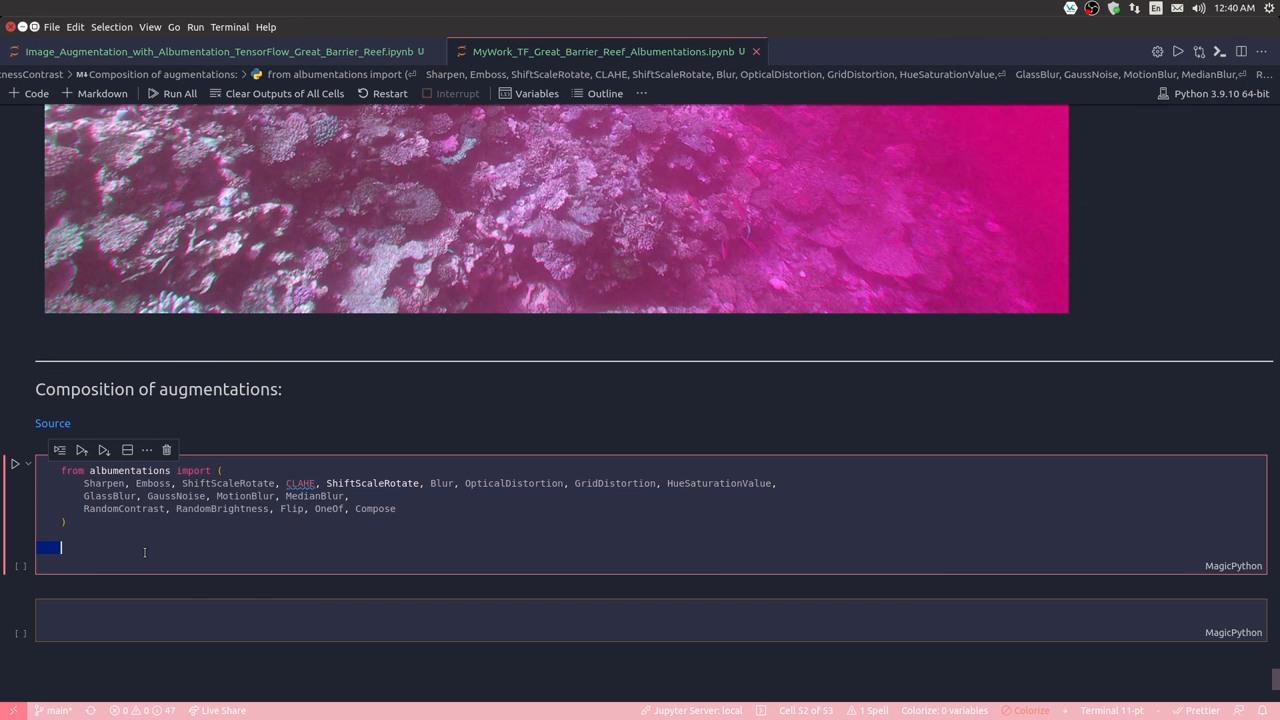 En 12:40 AM
File Edit Selection View Go Run Terminal Help
Image_Augmentation_with_Albumentation_TensorFlow_Great_Barrier_Reef.ipynb U MyWork_TF_Great_Barrier_Reef_Albumentations.ipynb U
tnessContrast > Composition of augmentations: > from albumentations import (⏎ Sharpen, Emboss, ShiftScaleRotate, CLAHE, ShiftScaleRotate, Blur, OpticalDistortion, GridDistortion, HueSaturationValue,⏎ GlassBlur, GaussNoise, MotionBlur, MedianBlur,⏎ R...
+ Code + Markdown Run All Clear Outputs of All Cells Restart Interrupt Variables Outline ... Python 3.9.10 64-bit
Composition of augmentations:
Source
from albumentations import (
Sharpen, Emboss, ShiftScaleRotate, CLAHE, ShiftScaleRotate, Blur, OpticalDistortion, GridDistortion, HueSaturationValue,
GlassBlur, GaussNoise, MotionBlur, MedianBlur,
RandomContrast, RandomBrightness, Flip, OneOf, Compose
)
[ ] MagicPython
[ ] MagicPython
main* 0 0 47 Live Share Jupyter Server: local Cell 52 of 53 1 Spell Colorize: 0 variables Colorize Terminal 11-pt Prettier